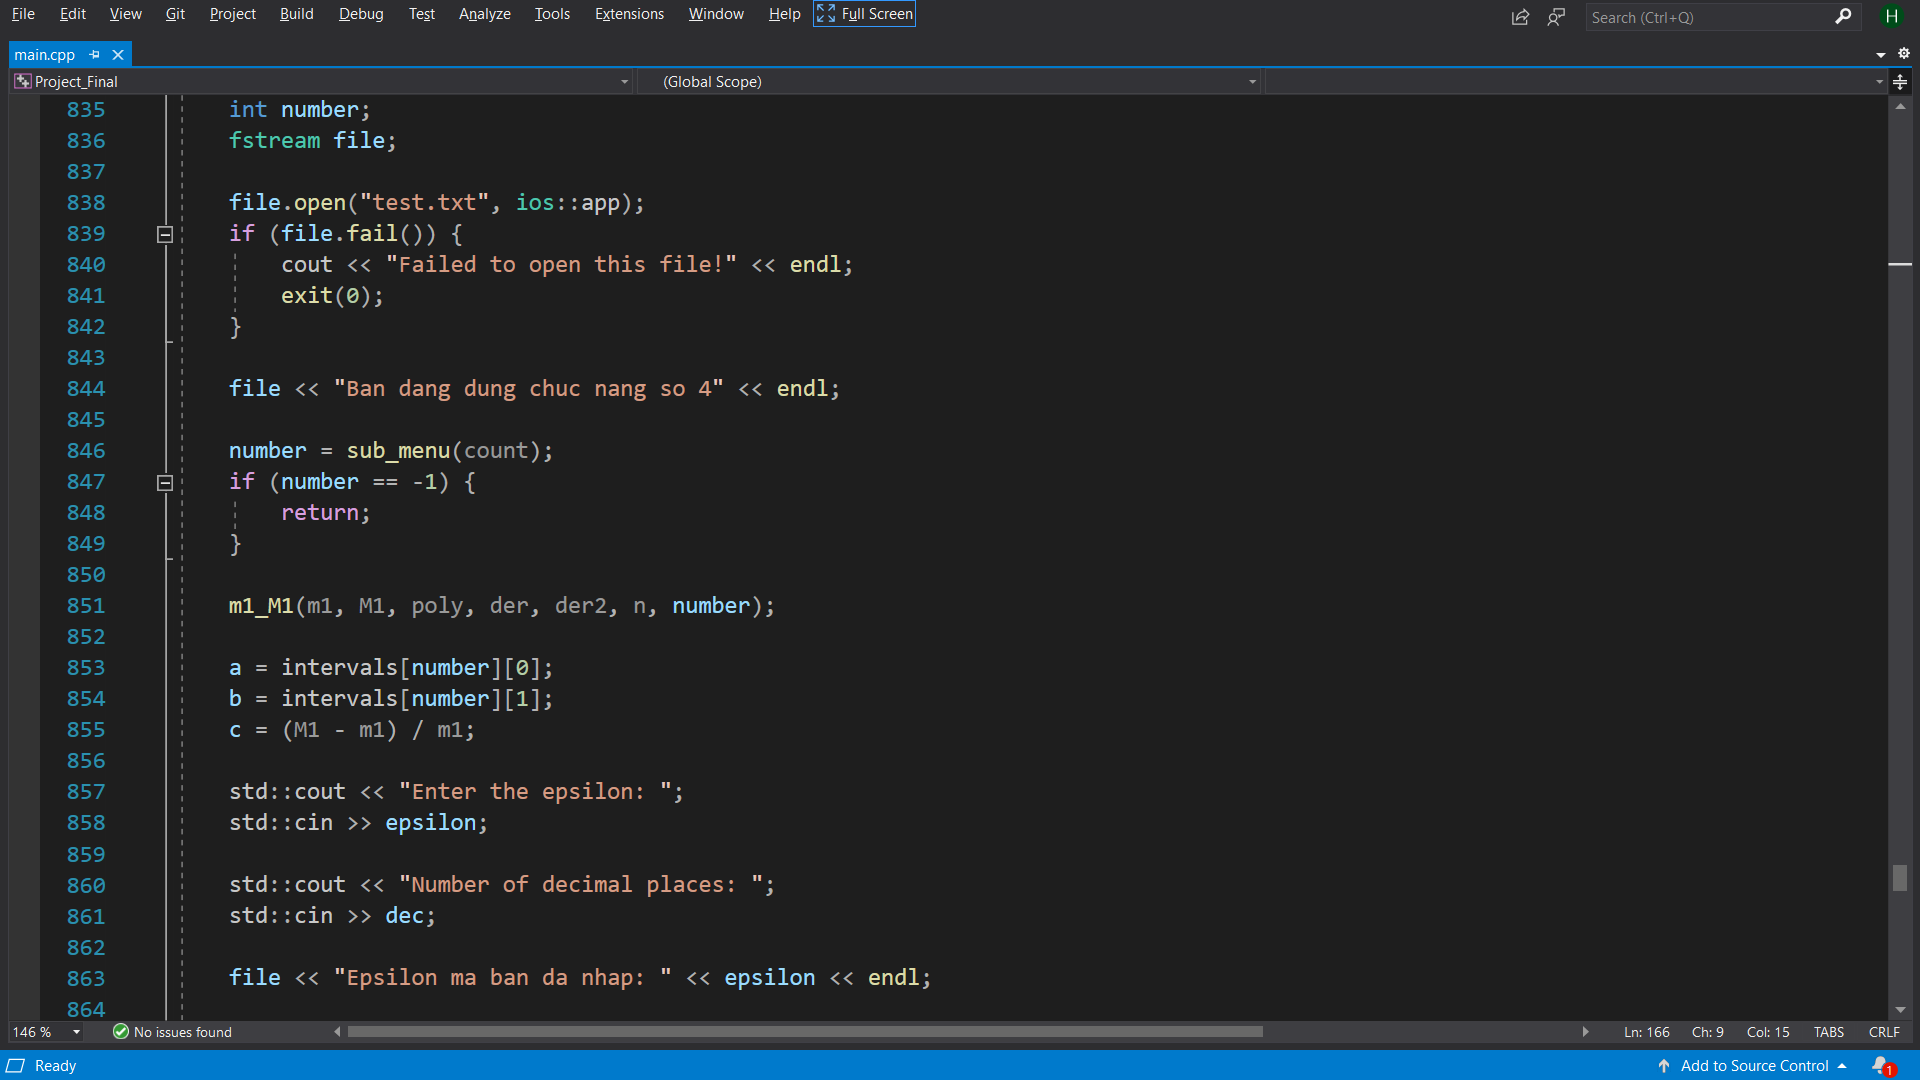 File Edit View Git Project Build Debug Test Analyze Tools Extensions Window Help Full Screen Search (Ctrl+Q) H
main.cpp
Project_Final (Global Scope)
835 int number;
836 fstream file;
837
838 file.open("test.txt", ios::app);
839 if (file.fail()) {
840 cout << "Failed to open this file!" << endl;
841 exit(0);
842 }
843
844 file << "Ban dang dung chuc nang so 4" << endl;
845
846 number = sub_menu(count);
847 if (number == -1) {
848 return;
849 }
850
851 m1_M1(m1, M1, poly, der, der2, n, number);
852
853 a = intervals[number][0];
854 b = intervals[number][1];
855 c = (M1 - m1) / m1;
856
857 std::cout << "Enter the epsilon: ";
858 std::cin >> epsilon;
859
860 std::cout << "Number of decimal places: ";
861 std::cin >> dec;
862
863 file << "Epsilon ma ban da nhap: " << epsilon << endl;
864
146 % No issues found Ln: 166 Ch: 9 Col: 15 TABS CRLF
Ready Add to Source Control 1